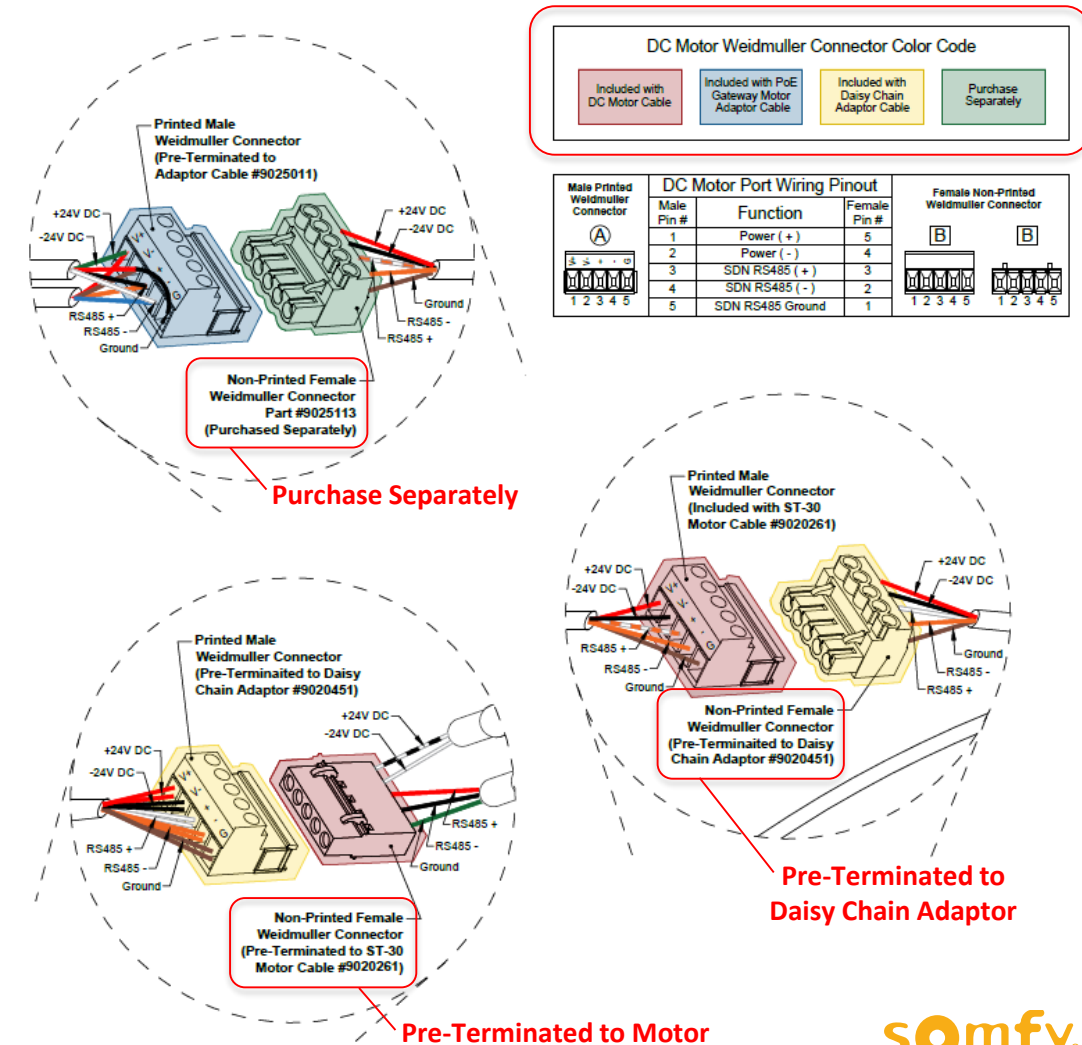 DC Motor Weidmuller Connector Color Code
Included with
DC Motor Cable
Included with PoE
Gateway Motor
Adaptor Cable
Included with
Daisy Chain
Adaptor Cable
Purchase
Separately
Male Printed
Weidmuller
Connector
A
1 2 3 4 5
DC Motor Port Wiring Pinout
Male
Pin #
Function
Female
Pin #
1 Power ( + ) 5
2 Power ( - ) 4
3 SDN RS485 ( + ) 3
4 SDN RS485 ( - ) 2
5 SDN RS485 Ground 1
Female Non-Printed
Weidmuller Connector
B B
1 2 3 4 5
1 2 3 4 5
Printed Male
Weidmuller Connector
(Pre-Terminated to
Adaptor Cable #9025011)
+24V DC
-24V DC
V+
V-
G
RS485 +
RS485 -
Ground
+24V DC
-24V DC
Ground
RS485 -
RS485 +
Non-Printed Female
Weidmuller Connector
Part #9025113
(Purchased Separately)
Purchase Separately
Printed Male
Weidmuller Connector
(Included with ST-30
Motor Cable #9020261)
+24V DC
-24V DC
V+
V-
+
-
G
RS485 +
RS485 -
Ground
+24V DC
-24V DC
Ground
RS485 -
RS485 +
Non-Printed Female
Weidmuller Connector
(Pre-Terminaited to Daisy
Chain Adaptor #9020451)
Pre-Terminated to
Daisy Chain Adaptor
Printed Male
Weidmuller Connector
(Pre-Terminaited to Daisy
Chain Adaptor #9020451)
+24V DC
-24V DC
+24V DC
-24V DC
V+
V-
+
-
G
RS485 +
RS485 -
Ground
RS485 +
RS485 -
Ground
Non-Printed Female
Weidmuller Connector
(Pre-Terminated to ST-30
Motor Cable #9020261)
Pre-Terminated to Motor
somfy.